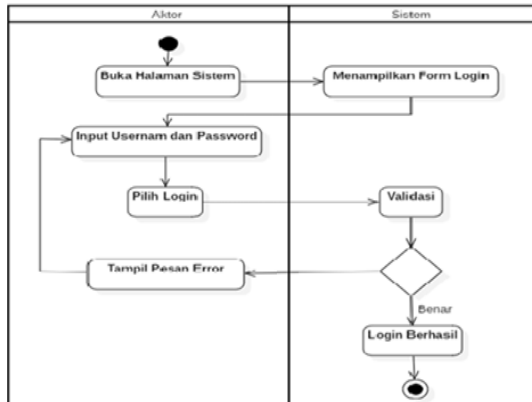 Aktor
Sistem
Buka Halaman Sistem
Menampilkan Form Login
Input Usernam dan Password
Pilih Login
Validasi
Tampil Pesan Error
Benar
Login Berhasil